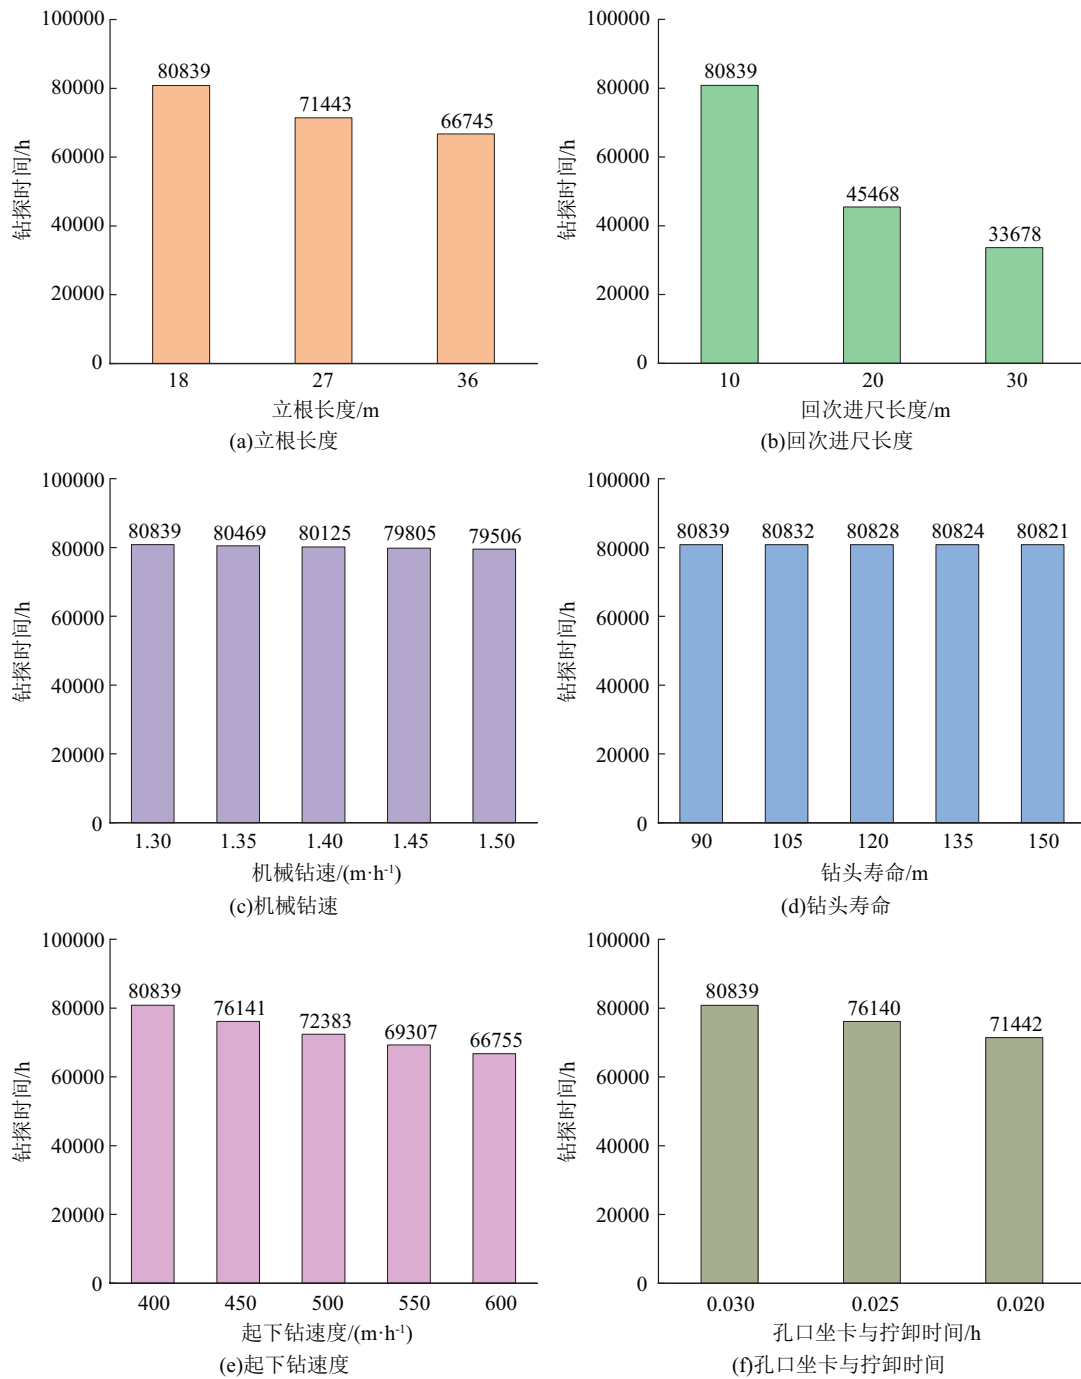 100000
80000
60000
40000
20000
0
钻探时间/h
80839
71443
66745
18 27 36
立根长度/m
(a)立根长度
100000
80000
60000
40000
20000
0
钻探时间/h
80839
45468
33678
10 20 30
回次进尺长度/m
(b)回次进尺长度
100000
80000
60000
40000
20000
0
钻探时间/h
80839 80469 80125 79805 79506
1.30 1.35 1.40 1.45 1.50
机械钻速/(m·h⁻¹)
(c)机械钻速
100000
80000
60000
40000
20000
0
钻探时间/h
80839 80832 80828 80824 80821
90 105 120 135 150
钻头寿命/m
(d)钻头寿命
100000
80000
60000
40000
20000
0
钻探时间/h
80839
76141
72383
69307
66755
400 450 500 550 600
起下钻速度/(m·h⁻¹)
(e)起下钻速度
100000
80000
60000
40000
20000
0
钻探时间/h
80839
76140
71442
0.030 0.025 0.020
孔口坐卡与拧卸时间/h
(f)孔口坐卡与拧卸时间